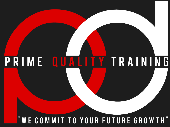 PRIME QUALITY TRAINING
"WE COMMIT TO YOUR FUTURE GROWTH"